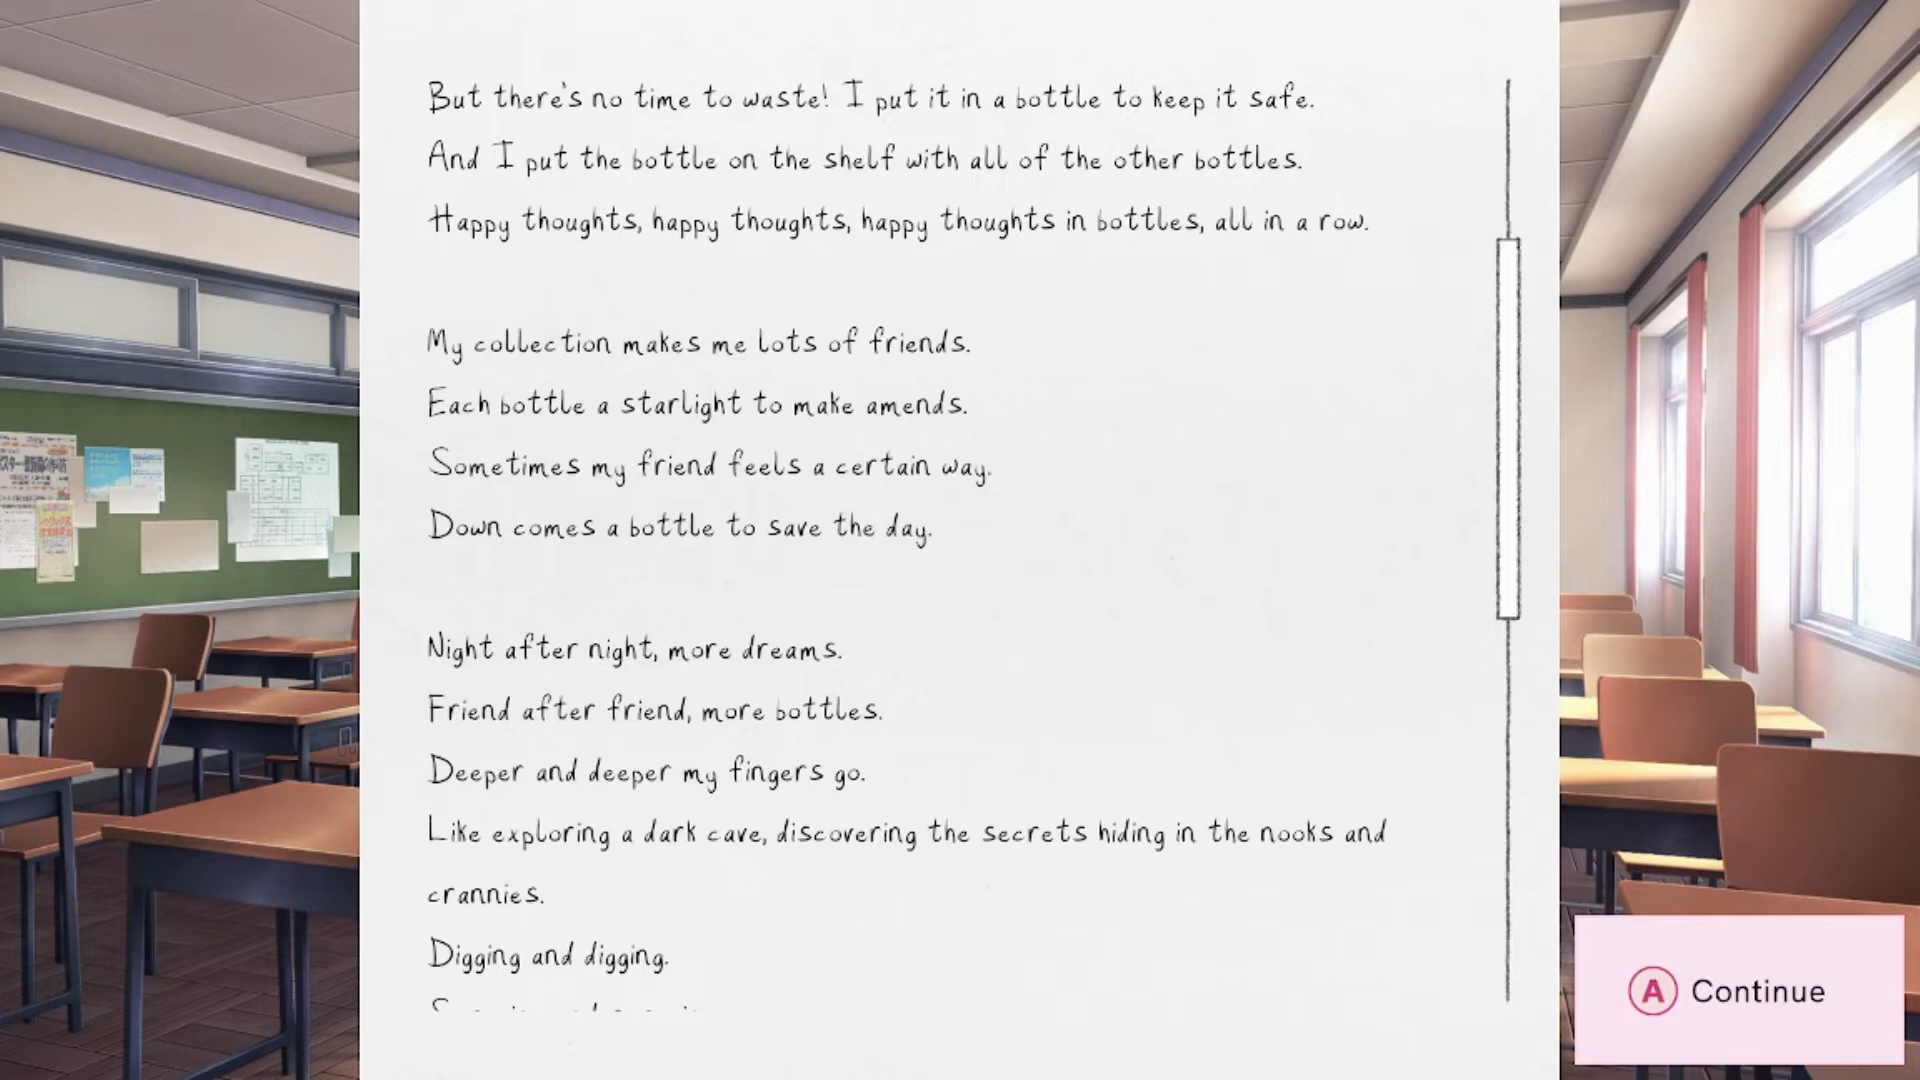 But there's no time to waste! I put it in a bottle to keep it safe.
And I put the bottle on the shelf with all of the other bottles.
Happy thoughts, happy thoughts, happy thoughts in bottles, all in a row.
My collection makes me lots of friends.
Each bottle a starlight to make amends.
Sometimes my friend feels a certain way.
Down comes a bottle to save the day.
Night after night, more dreams.
Friend after friend, more bottles.
Deeper and deeper my fingers go.
Like exploring a dark cave, discovering the secrets hiding in the nooks and
crannies.
Digging and digging.
A Continue